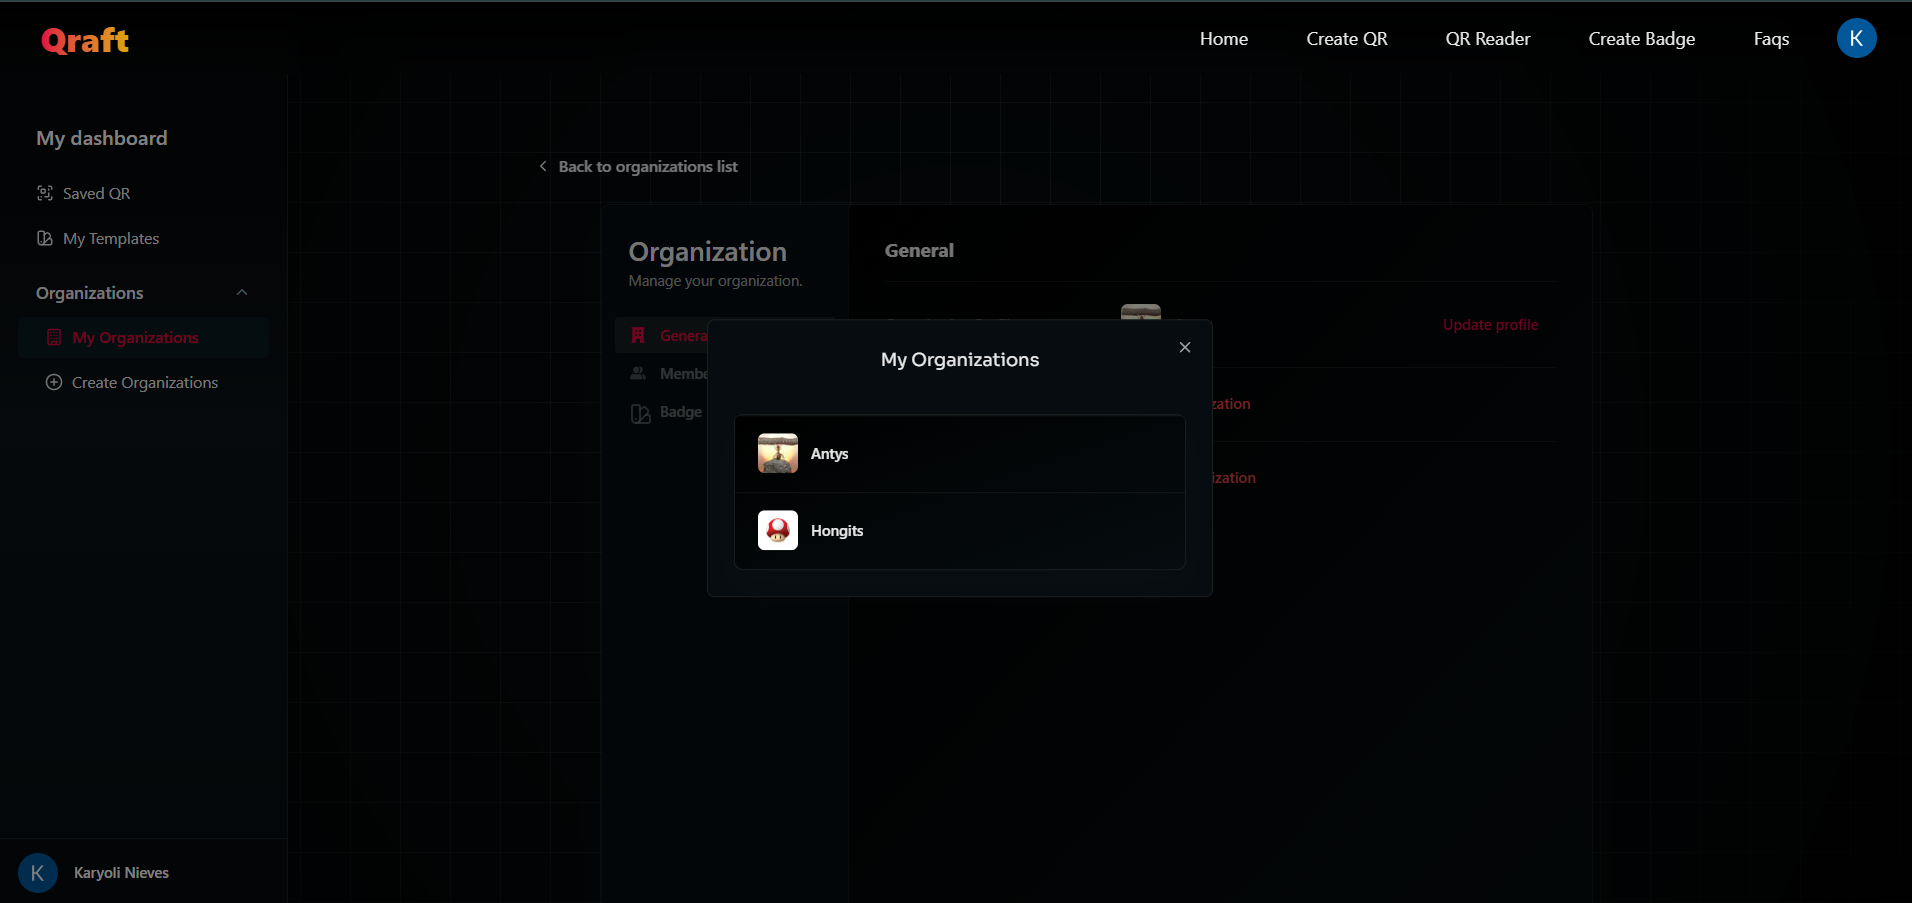 Qraft
Home
Create QR
QR Reader
Create Badge
Faqs
K
My dashboard
Saved QR
My Templates
Organizations
My Organizations
Create Organizations
Back to organizations list
Organization
Manage your organization.
Genera
Membe
Badge
General
Update profile
zation
ization
My Organizations
Antys
Hongits
K
Karyoli Nieves